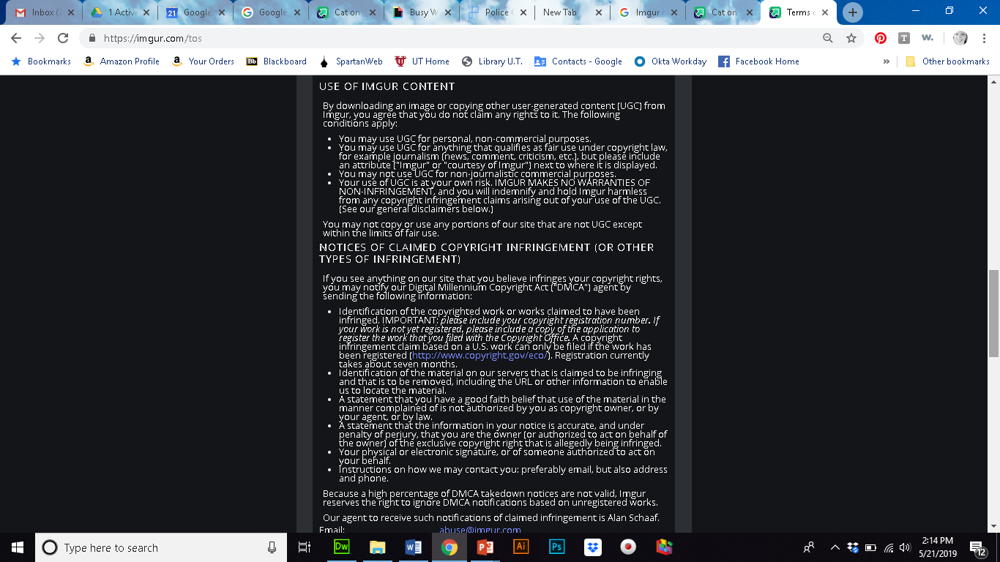 Inbox (2
1 Activ
Google
Google
Cat on
Busy W
Police
New Tab
Imgur
Cat on
Terms
https://imgur.com/tos
Bookmarks
Amazon Profile
Your Orders
Bb
Blackboard
SpartanWeb
UT Home
Library U.T.
Contacts - Google
Okta Workday
Facebook Home
»
Other bookmarks
USE OF IMGUR CONTENT
By downloading an image or copying other user-generated content (UGC) from
Imgur, you agree that you do not claim any rights to it. The following
conditions apply:
• You may use UGC for personal, non-commercial purposes.
• You may use UGC for anything that qualifies as fair use under copyright law,
for example journalism (news, comment, criticism, etc.), but please include
an attribute ("Imgur" or "courtesy of Imgur") next to where it is displayed.
• You may not use UGC for non-journalistic commercial purposes.
• Your use of UGC is at your own risk. IMGUR MAKES NO WARRANTIES OF
NON-INFRINGEMENT, and you will indemnify and hold Imgur harmless
from any copyright infringement claims arising out of your use of the UGC.
(See our general disclaimers below.)
You may not copy or use any portions of our site that are not UGC except
within the limits of fair use.
NOTICES OF CLAIMED COPYRIGHT INFRINGEMENT (OR OTHER
TYPES OF INFRINGEMENT)
If you see anything on our site that you believe infringes your copyright rights,
you may notify our Digital Millennium Copyright Act ("DMCA") agent by
sending the following information:
• Identification of the copyrighted work or works claimed to have been
infringed. IMPORTANT: please include your copyright registration number. If
your work is not yet registered, please include a copy of the application to
register the work that you filed with the Copyright Office. A copyright
infringement claim based on a U.S. work can only be filed if the work has
been registered (http://www.copyright.gov/eco/). Registration currently
takes about seven months.
• Identification of the material on our servers that is claimed to be infringing
and that is to be removed, including the URL or other information to enable
us to locate the material.
• A statement that you have a good faith belief that use of the material in the
manner complained of is not authorized by you as copyright owner, or by
your agent, or by law.
• A statement that the information in your notice is accurate, and under
penalty of perjury, that you are the owner (or authorized to act on behalf of
the owner) of the exclusive copyright right that is allegedly being infringed.
• Your physical or electronic signature, or of someone authorized to act on
your behalf.
• Instructions on how we may contact you: preferably email, but also address
and phone.
Because a high percentage of DMCA takedown notices are not valid, Imgur
reserves the right to ignore DMCA notifications based on unregistered works.
Our agent to receive such notifications of claimed infringement is Alan Schaaf.
Email: abuse@imgur.com
Type here to search
Dw
Ai
Ps
2:14 PM
5/21/2019
12